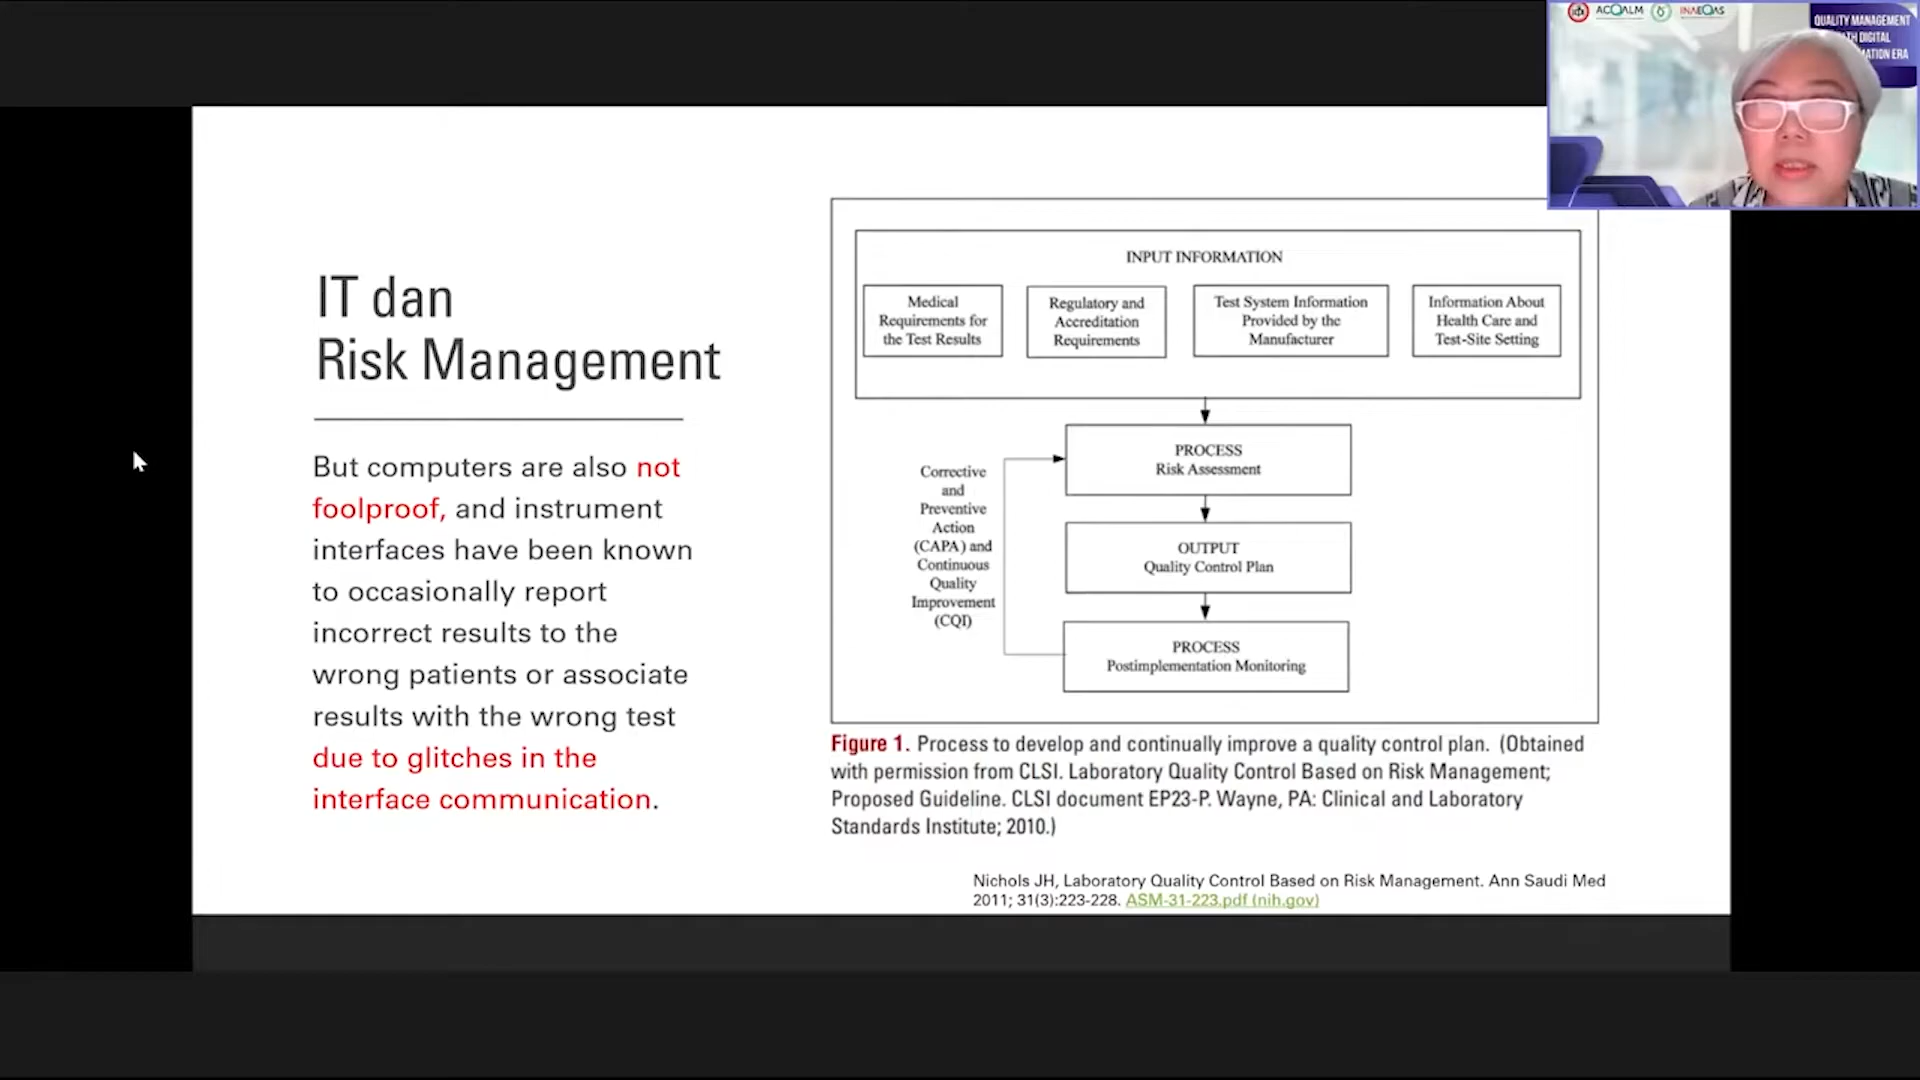 ACQALM
INAEQAS
QUALITY MANAGEMENT
DIGITAL
ERA
IT dan
Risk Management
But computers are also not
foolproof, and instrument
interfaces have been known
to occasionally report
incorrect results to the
wrong patients or associate
results with the wrong test
due to glitches in the
interface communication.
INPUT INFORMATION
Medical
Requirements for
the Test Results
Regulatory and
Accreditation
Requirements
Test System Information
Provided by the
Manufacturer
Information About
Health Care and
Test-Site Setting
PROCESS
Risk Assessment
OUTPUT
Quality Control Plan
PROCESS
Postimplementation Monitoring
Corrective
and
Preventive
Action
(CAPA) and
Continuous
Quality
Improvement
(CQI)
Figure 1. Process to develop and continually improve a quality control plan. (Obtained
with permission from CLSI. Laboratory Quality Control Based on Risk Management;
Proposed Guideline. CLSI document EP23-P. Wayne, PA: Clinical and Laboratory
Standards Institute; 2010.)
Nichols JH, Laboratory Quality Control Based on Risk Management. Ann Saudi Med
2011; 31(3):223-228. ASM-31-223.pdf (nih.gov)